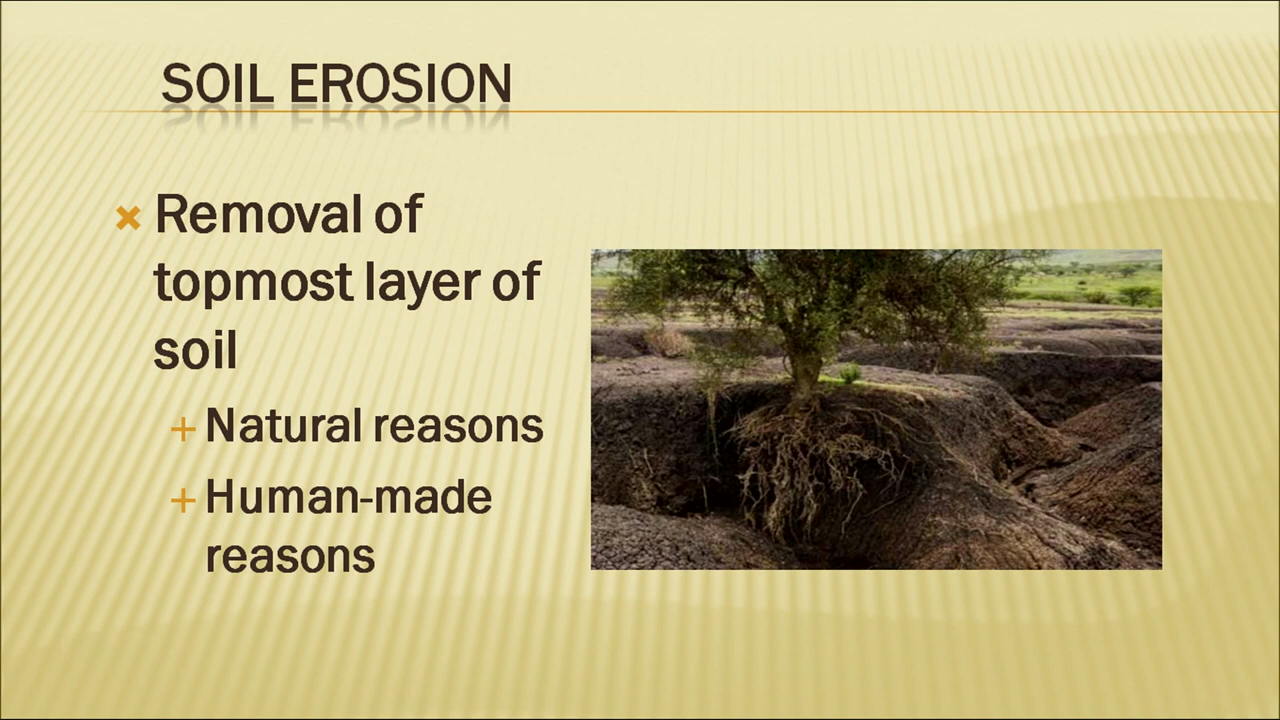 SOIL EROSION
Removal of
topmost layer of
soil
Natural reasons
Human-made
reasons